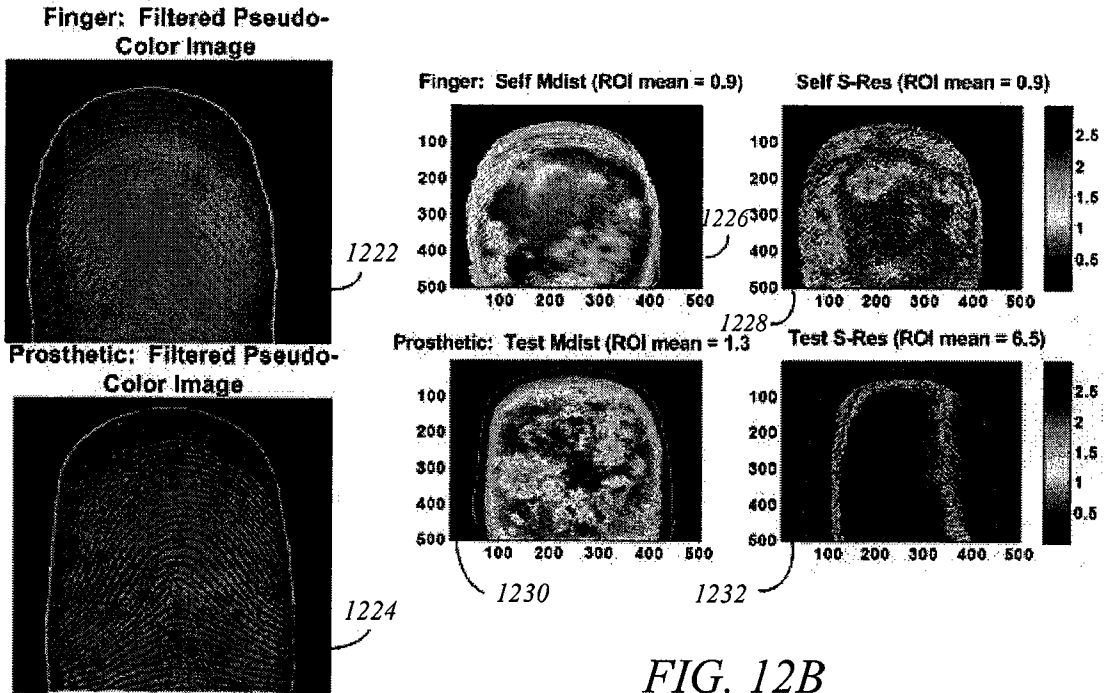 Finger: Filtered Pseudo-
Color Image
1222
Prosthetic: Filtered Pseudo-
Color Image
1224
Finger: Self Mdist (ROI mean = 0.9)
100
200
300
400
500
100 200 300 400 500
1226
Self S-Res (ROI mean = 0.9)
100
200
300
400
500
100 200 300 400 500
2.5
2
1.5
1
0.5
1228
Prosthetic: Test Mdist (ROI mean = 1.3
100
200
300
400
500
100 200 300 400 500
1230
Test S-Res (ROI mean = 6.5)
100
200
300
400
500
100 200 300 400 500
2.5
2
1.5
1
0.5
1232
FIG. 12B